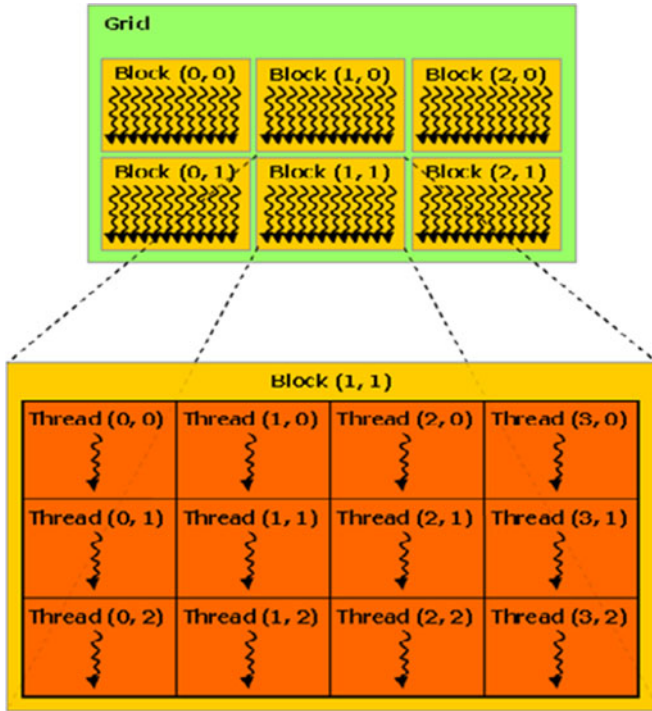 Grid
Block (0, 0) Block (1, 0) Block (2, 0)
Block (0, 1) Block (1, 1) Block (2, 1)
Block (1, 1)
Thread (0, 0) Thread (1, 0) Thread (2, 0) Thread (3, 0)
Thread (0, 1) Thread (1, 1) Thread (2, 1) Thread (3, 1)
Thread (0, 2) Thread (1, 2) Thread (2, 2) Thread (3, 2)